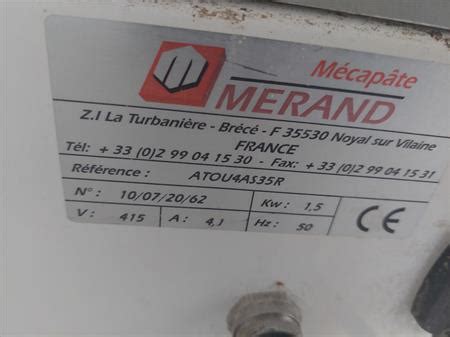 Mécapâte
MERAND
Z.I La Turbanière - Brécé - F 35530 Noyal sur Vilaine
FRANCE
Tél: + 33 (0)2 99 04 15 30 - Fax: + 33 (0)2 99 04 15 31
Référence : ATOU4AS35R
N° : 10/07/20/62 Kw : 1,5
V : 415 A : 4,1 Hz : 50 CE